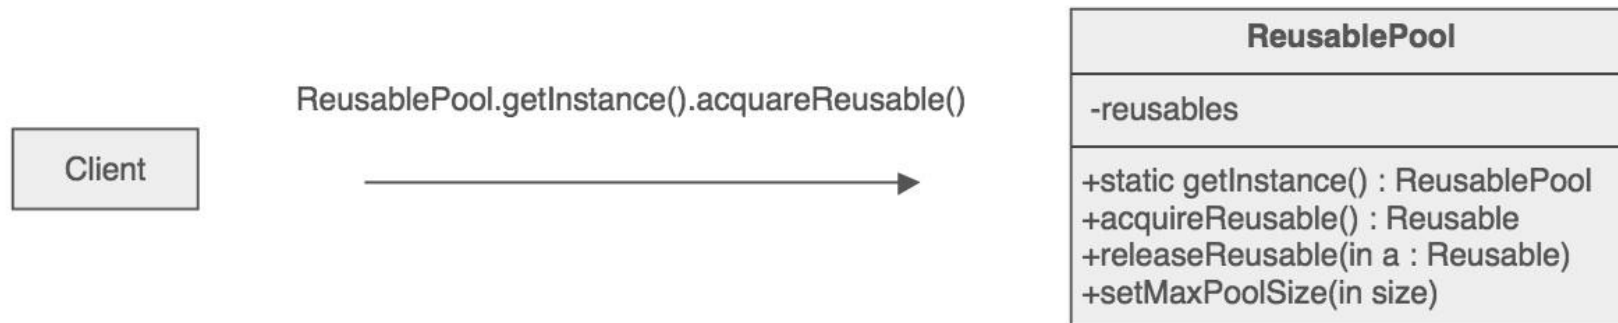 ReusablePool
ReusablePool.getInstance().acquareReusable()
-reusables
Client
+static getInstance() : ReusablePool
+acquireReusable() : Reusable
+releaseReusable(in a : Reusable)
+setMaxPoolSize(in size)